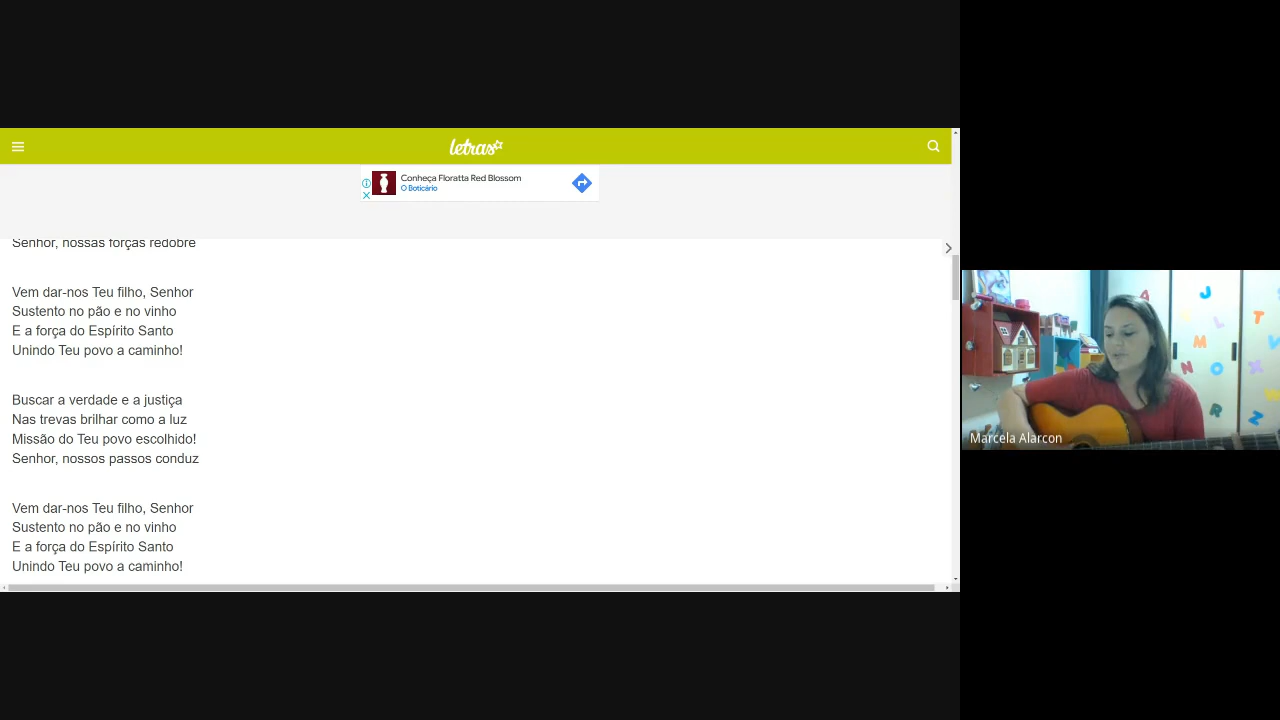 letras
Conheça Floratta Red Blossom
O Boticário
Senhor, nossas forças redobre
Vem dar-nos Teu filho, Senhor
Sustento no pão e no vinho
E a força do Espírito Santo
Unindo Teu povo a caminho!
Buscar a verdade e a justiça
Nas trevas brilhar como a luz
Missão do Teu povo escolhido!
Senhor, nossos passos conduz
Vem dar-nos Teu filho, Senhor
Sustento no pão e no vinho
E a força do Espírito Santo
Unindo Teu povo a caminho!
A J L T M V N O X R Z
Marcela Alarcon